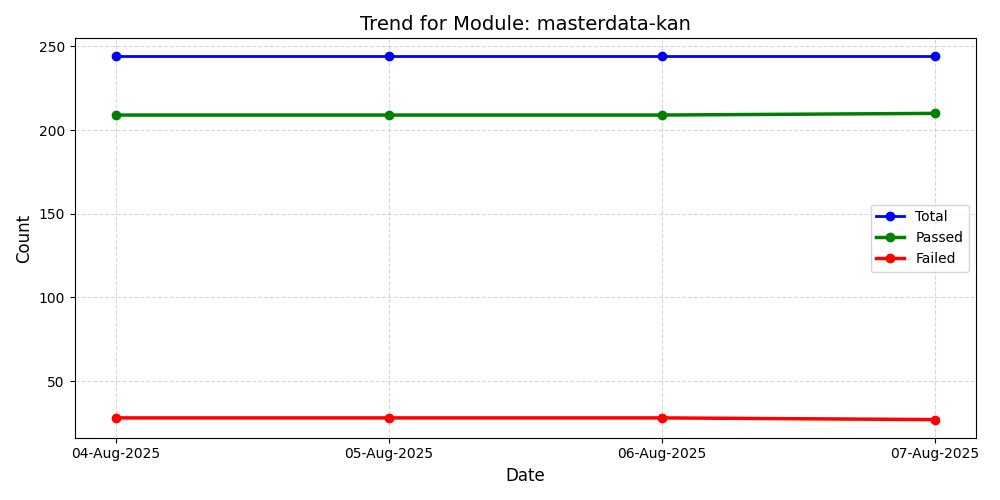 Trend for Module: masterdata-kan
250
200
150
100
50
Count
Total
Passed
Failed
04-Aug-2025
05-Aug-2025
06-Aug-2025
07-Aug-2025
Date